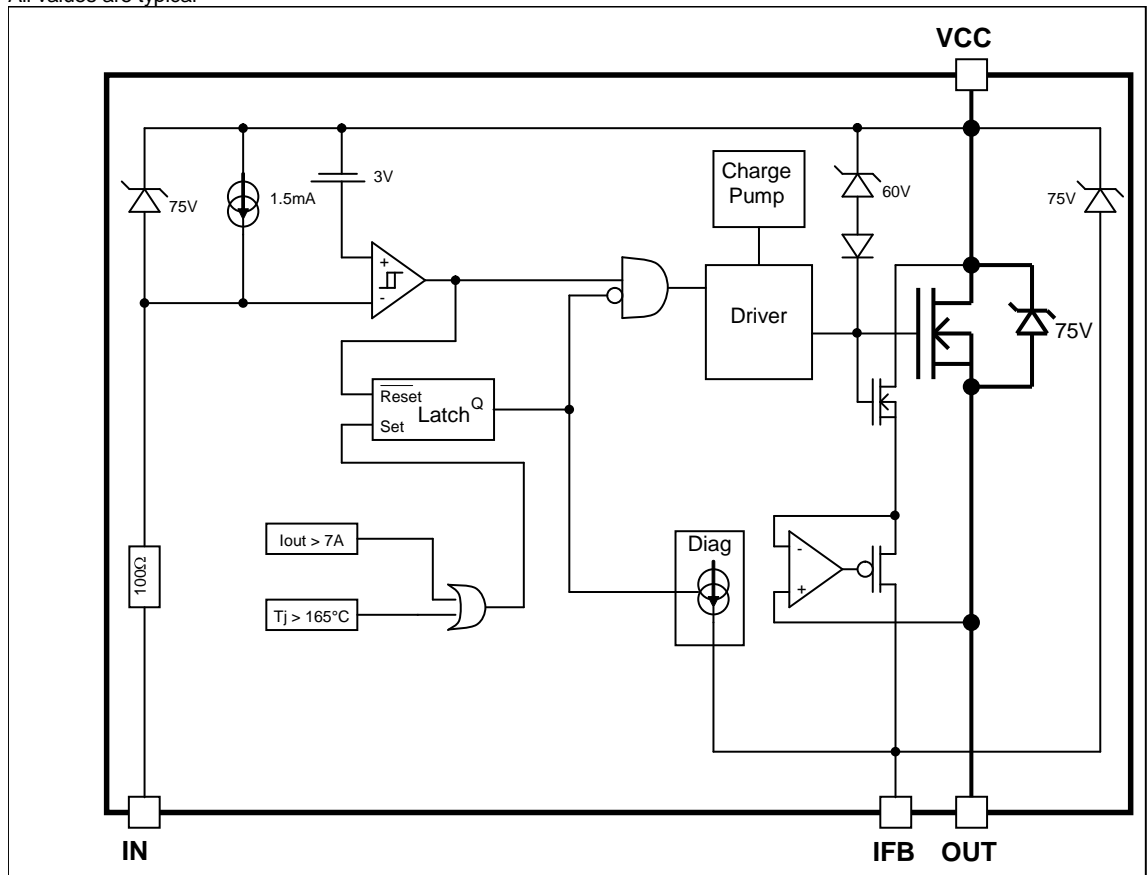 All values are typical
VCC
75V
1.5mA
3V
Charge
Pump
60V
75V
+
-
Driver
75V
Reset
Latch
Q
Set
Iout > 7A
Tj > 165°C
100Ω
Diag
-
+
IN
IFB
OUT